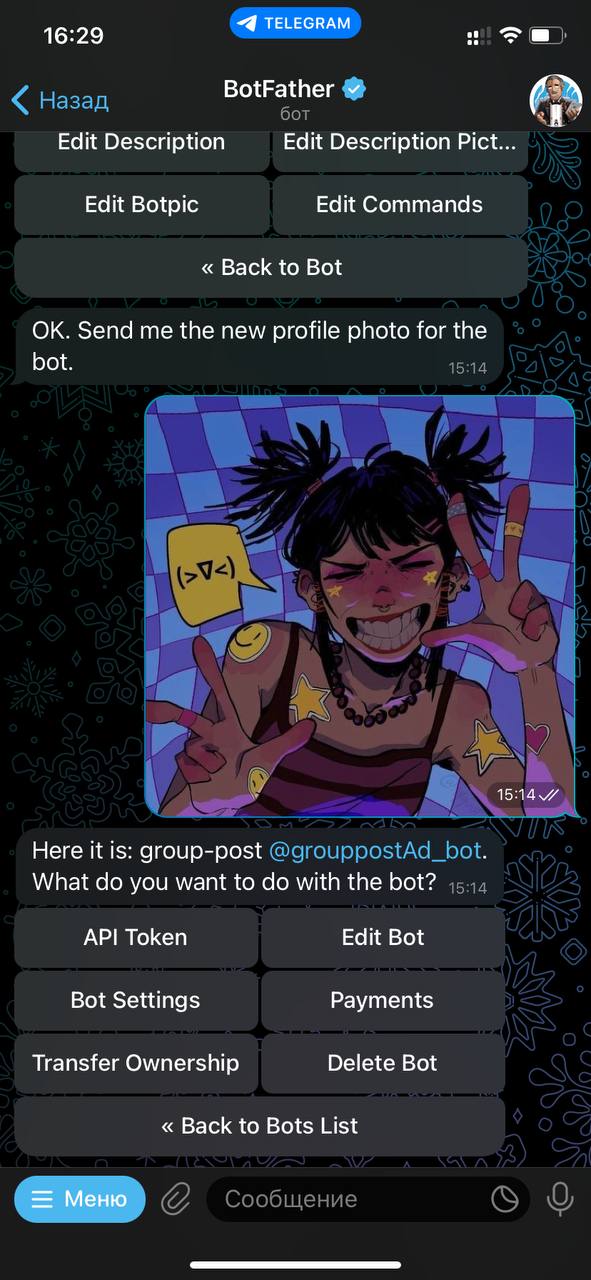 16:29
TELEGRAM
Назад
BotFather
бот
Edit Description
Edit Description Pict...
Edit Botpic
Edit Commands
« Back to Bot
OK. Send me the new profile photo for the
bot.
15:14
(>∇<)
15:14
Here it is: group-post @grouppostAd_bot.
What do you want to do with the bot?
15:14
API Token
Edit Bot
Bot Settings
Payments
Transfer Ownership
Delete Bot
« Back to Bots List
Меню
Сообщение